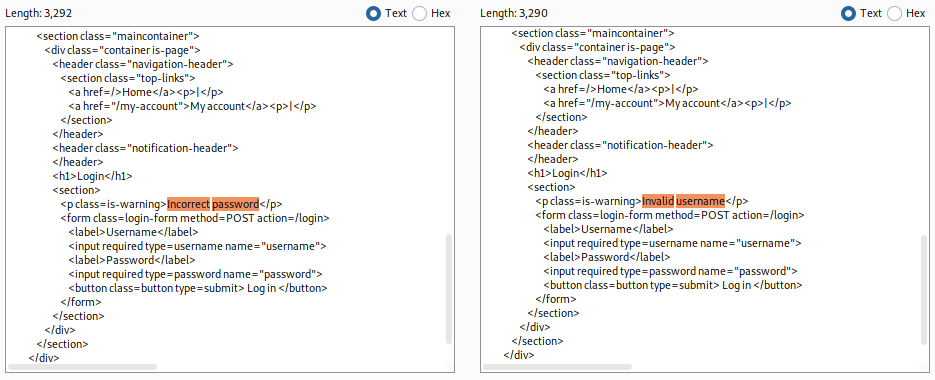 Length: 3,292
Text
Hex
<section class="maincontainer">
<div class="container is-page">
<header class="navigation-header">
<section class="top-links">
<a href=/>Home</a><p>|</p>
<a href="/my-account">My account</a><p>|</p>
</section>
</header>
<header class="notification-header">
</header>
<h1>Login</h1>
<section>
<p class=is-warning>Incorrect password</p>
<form class=login-form method=POST action=/login>
<label>Username</label>
<input required type=username name="username">
<label>Password</label>
<input required type=password name="password">
<button class=button type=submit> Log in </button>
</form>
</section>
</div>
</section>
</div>
Length: 3,290
Text
Hex
<section class="maincontainer">
<div class="container is-page">
<header class="navigation-header">
<section class="top-links">
<a href=/>Home</a><p>|</p>
<a href="/my-account">My account</a><p>|</p>
</section>
</header>
<header class="notification-header">
</header>
<h1>Login</h1>
<section>
<p class=is-warning>Invalid username</p>
<form class=login-form method=POST action=/login>
<label>Username</label>
<input required type=username name="username">
<label>Password</label>
<input required type=password name="password">
<button class=button type=submit> Log in </button>
</form>
</section>
</div>
</section>
</div>